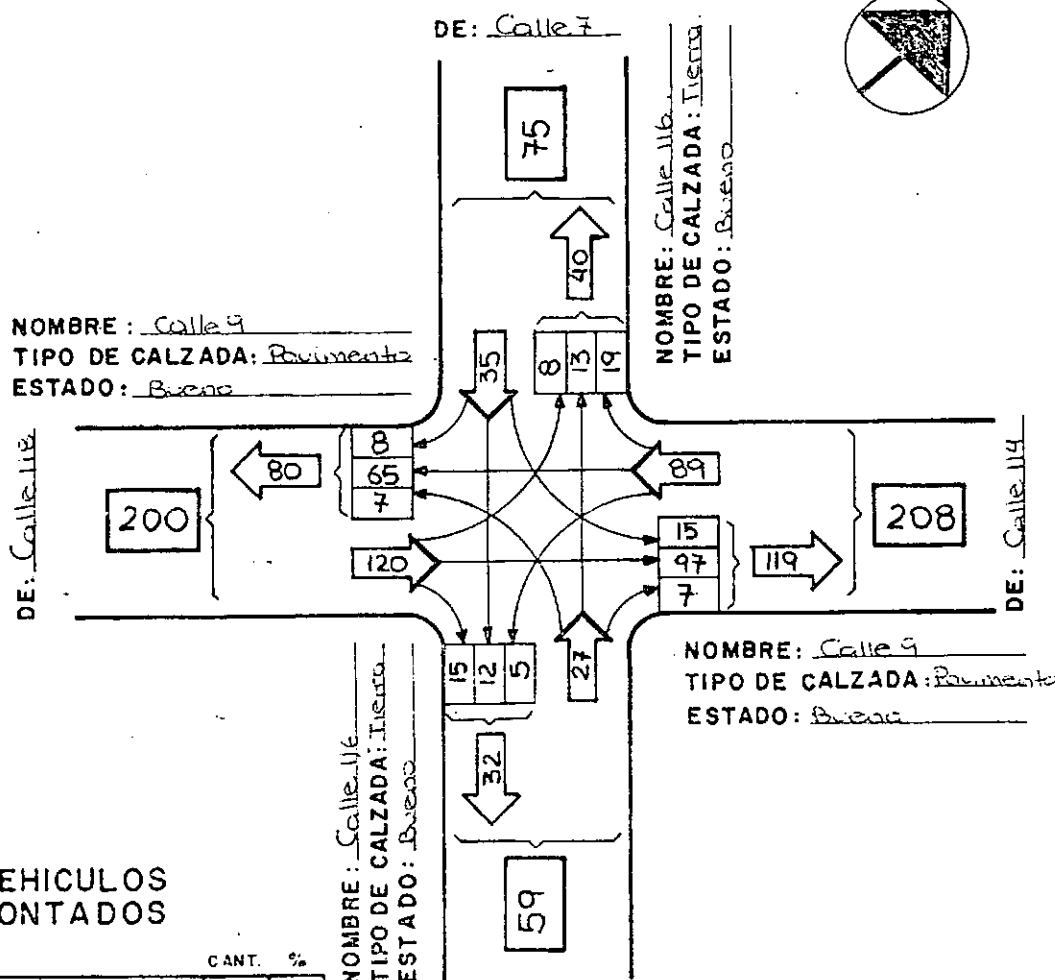 DE: Calle 7
75
40
8 13 19
35
NOMBRE: Calle 116
TIPO DE CALZADA: Tierra
ESTADO: Bueno
NOMBRE: Calle 9
TIPO DE CALZADA: Pavimento
ESTADO: Bueno
DE: Calle 118
200
80
8
65
7
120
89
15
97
7
119
208
DE: Calle 114
15 12 5
27
32
59
NOMBRE: Calle 9
TIPO DE CALZADA: Pavimento
ESTADO: Bueno
NOMBRE: Calle 116
TIPO DE CALZADA: Tierra
ESTADO: Bueno
EHICULOS
ONTADOS
CANT. %